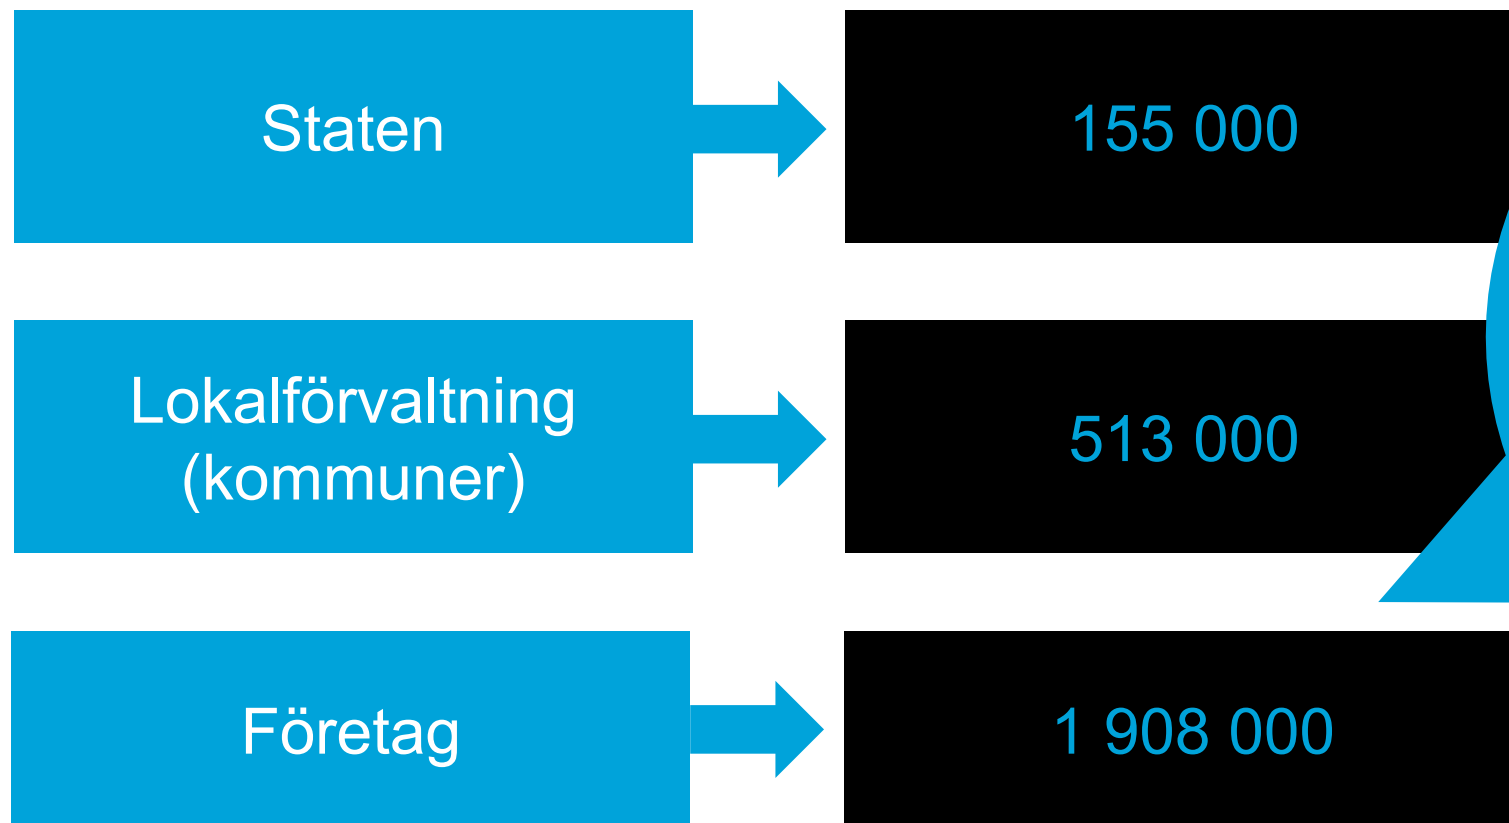 Staten
155 000
Lokalförvaltning
(kommuner)
513 000
Företag
1 908 000